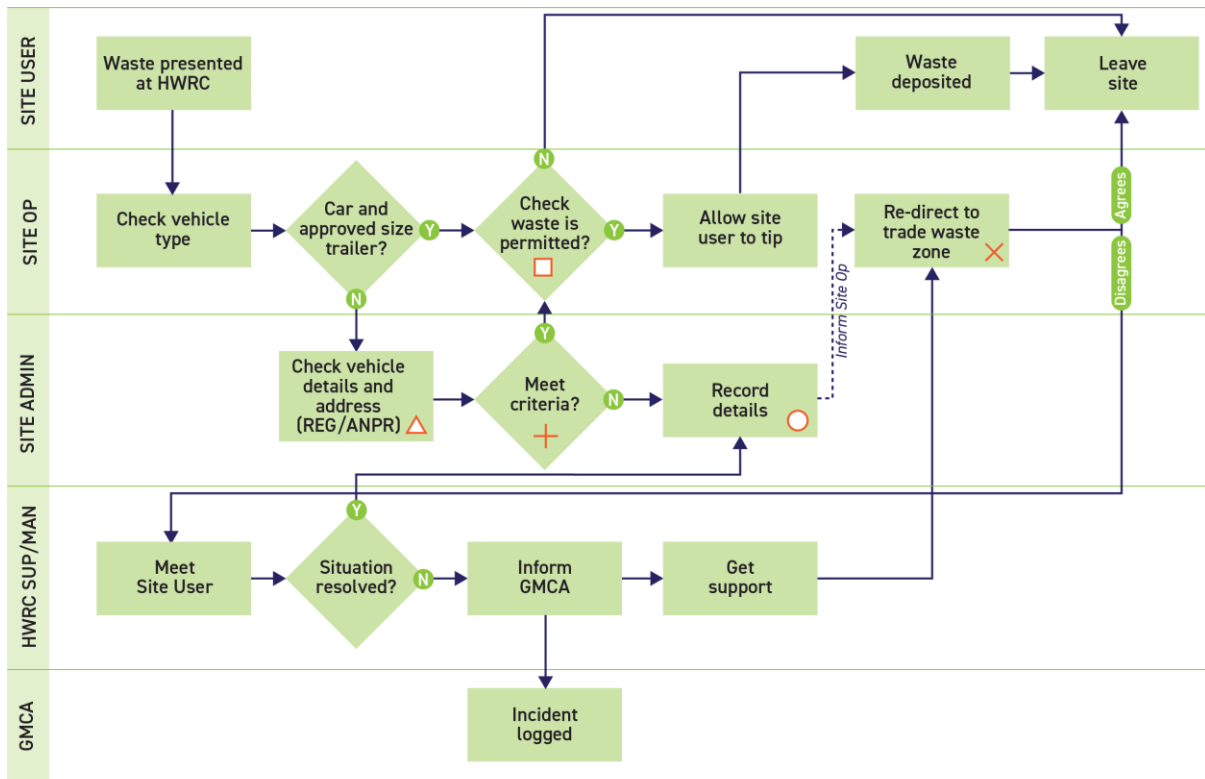 SITE USER
Waste presented
at HWRC
Waste
deposited
Leave
site
SITE OP
Check vehicle
type
Car and
approved size
trailer?
Y
N
Check
waste is
permitted?
N
Y
Allow site
user to tip
Inform Site Op
Re-direct to
trade waste
zone
Agrees
Disagrees
SITE ADMIN
Check vehicle
details and
address
(REG/ANPR)
Meet
criteria?
Y
N
Record
details
HWRC SUP/MAN
Meet
Site User
Situation
resolved?
Y
N
Inform
GMCA
Get
support
GMCA
Incident
logged